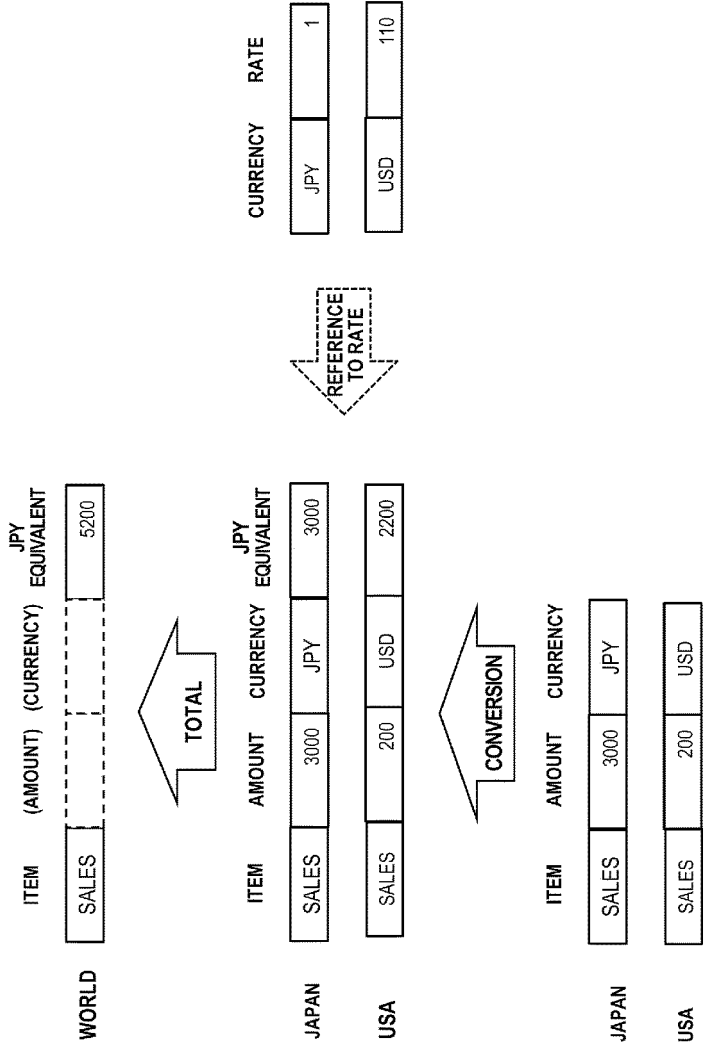 ITEM (AMOUNT) (CURRENCY) JPY EQUIVALENT
WORLD SALES 5200
TOTAL
ITEM AMOUNT CURRENCY JPY EQUIVALENT
JAPAN SALES 3000 JPY 3000
USA SALES 200 USD 2200
REFERENCE
TO RATE
CURRENCY RATE
JPY 1
USD 110
CONVERSION
ITEM AMOUNT CURRENCY
JAPAN SALES 3000 JPY
USA SALES 200 USD